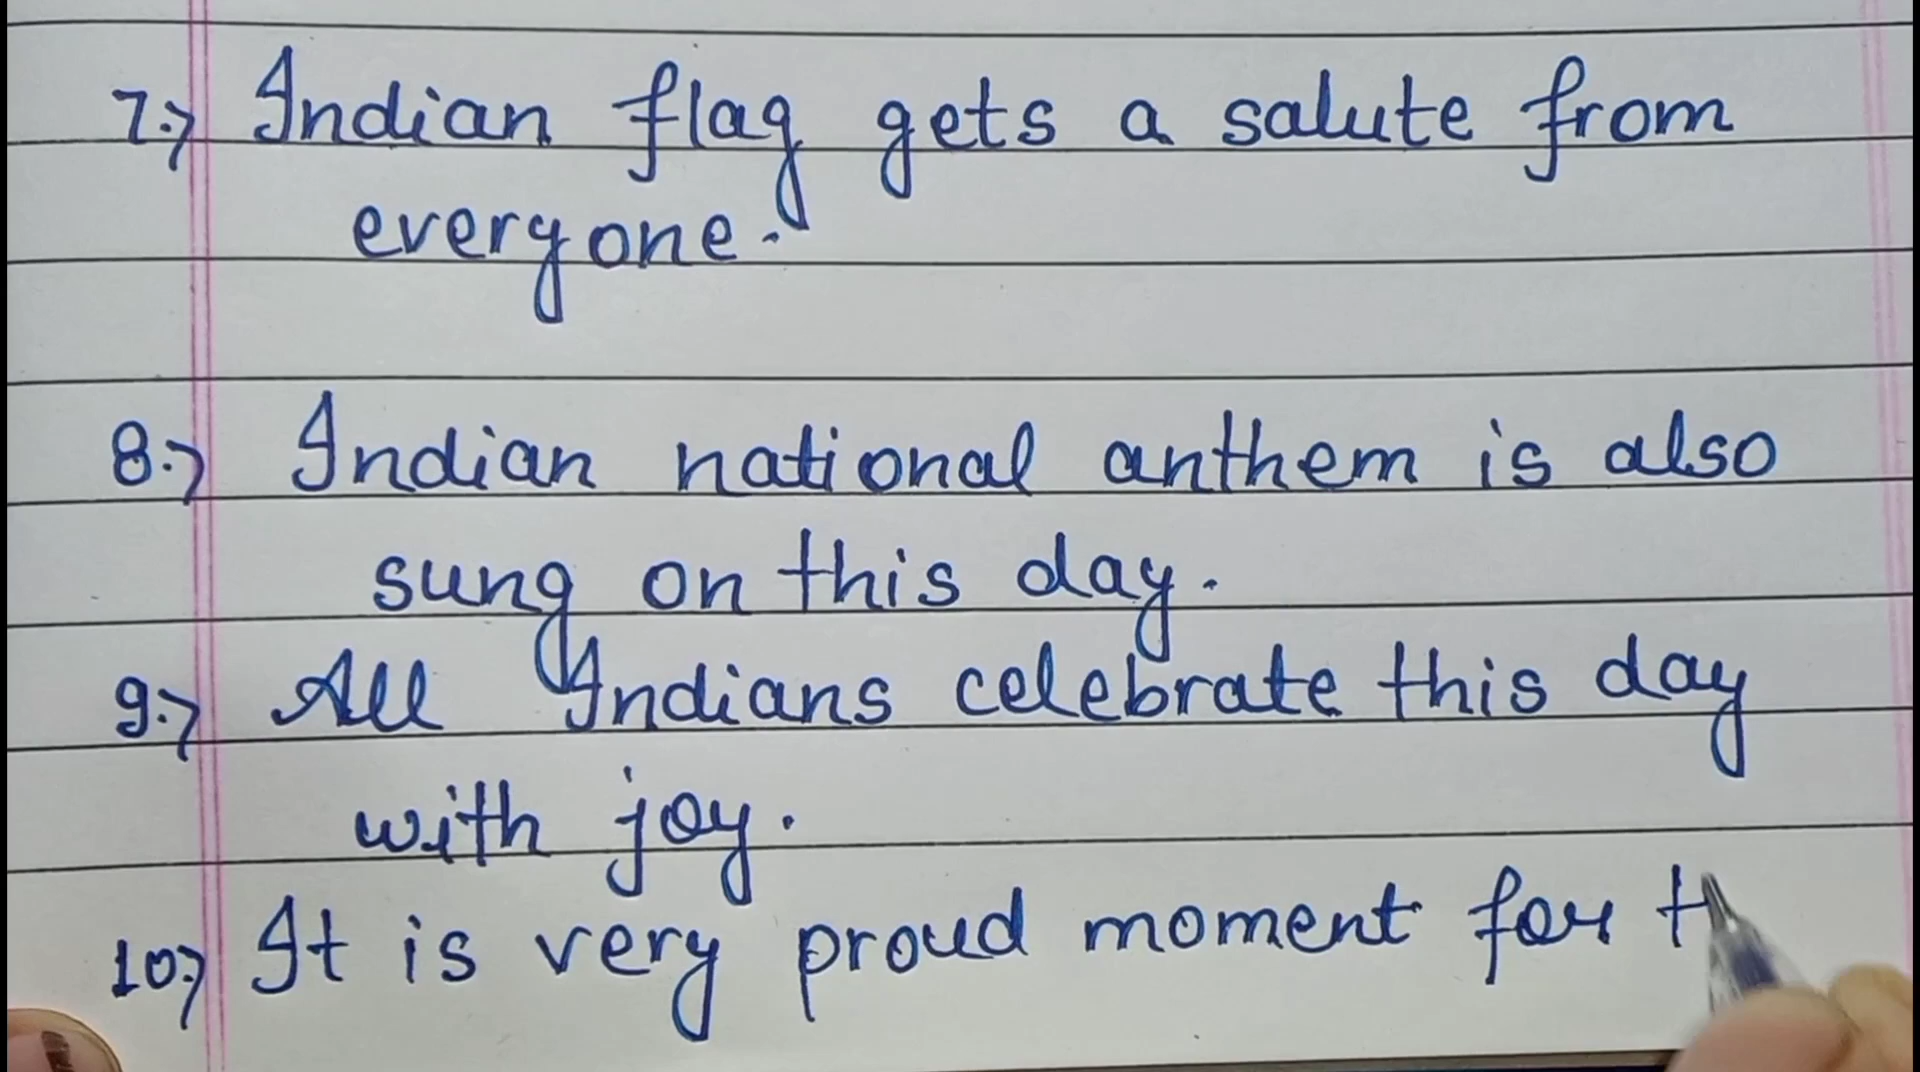 7.) Indian flag gets a salute from
everyone.
8.) Indian national anthem is also
sung on this day.
9.) All Indians celebrate this day
with joy.
10.) It is very proud moment for